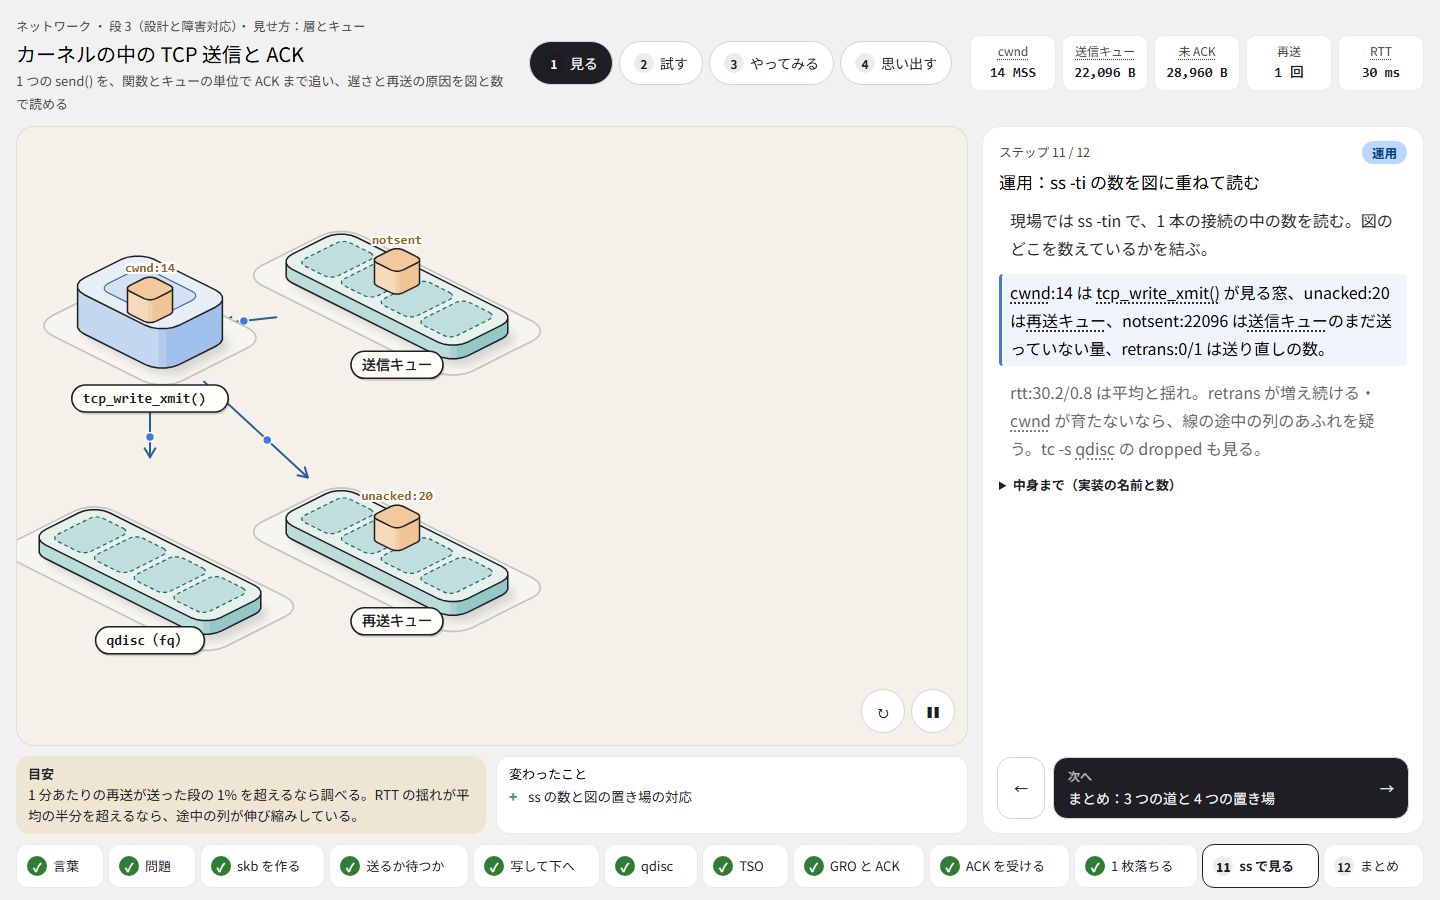 ネットワーク ・ 段 3（設計と障害対応）・ 見せ方：層とキュー
カーネルの中の TCP 送信と ACK
1 つの send() を、関数とキューの単位で ACK まで追い、遅さと再送の原因を図と数
で読める
1 見る
2 試す
3 やってみる
4 思い出す
cwnd
14 MSS
送信キュー
22,096 B
未 ACK
28,960 B
再送
1 回
RTT
30 ms
notsent
cwnd:14
送信キュー
tcp_write_xmit()
unacked:20
再送キュー
qdisc (fq)
↻
ステップ 11 / 12
運用
運用：ss -ti の数を図に重ねて読む
現場では ss -tin で、1 本の接続の中の数を読む。図の
どこを数えているかを結ぶ。
cwnd:14 は tcp_write_xmit() が見る窓、unacked:20
は再送キュー、notsent:22096 は送信キューのまだ送
っていない量、retrans:0/1 は送り直しの数。
rtt:30.2/0.8 は平均と揺れ。retrans が増え続ける・
cwnd が育たないなら、線の途中の列のあふれを疑
う。tc -s qdisc の dropped も見る。
▶ 中身まで（実装の名前と数）
目安
1 分あたりの再送が送った段の 1% を超えるなら調べる。RTT の揺れが平
均の半分を超えるなら、途中の列が伸び縮みしている。
変わったこと
+ ss の数と図の置き場の対応
←
次へ
まとめ：3 つの道と 4 つの置き場 →
✓ 言葉
✓ 問題
✓ skb を作る
✓ 送るか待つか
✓ 写して下へ
✓ qdisc
✓ TSO
✓ GRO と ACK
✓ ACK を受ける
✓ 1 枚落ちる
11 ss で見る
12 まとめ